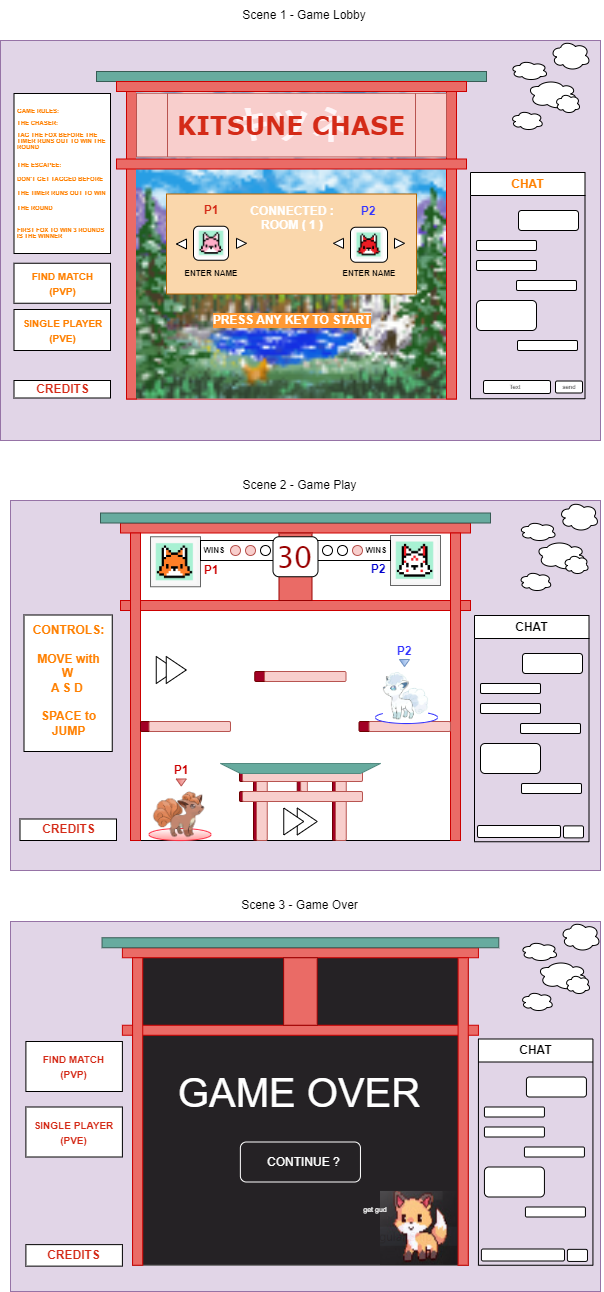 Scene 1 - Game Lobby
GAME RULES:
THE CHASER:
TAG THE FOX BEFORE THE
TIMER RUNS OUT TO WIN THE
ROUND
THE ESCAPEE:
DON'T GET TAGGED BEFORE
THE TIMER RUNS OUT TO WIN
THE ROUND
FIRST FOX TO WIN 3 ROUNDS
IS THE WINNER
FIND MATCH
(PVP)
SINGLE PLAYER
(PVE)
CREDITS
KITSUNE CHASE
P1
CONNECTED :
ROOM ( 1 )
P2
ENTER NAME
ENTER NAME
PRESS ANY KEY TO START
CHAT
Text
send
Scene 2 - Game Play
WINS
30
WINS
P1
P2
CONTROLS:
MOVE with
W
A S D
SPACE to
JUMP
CREDITS
P2
P1
CHAT
Scene 3 - Game Over
FIND MATCH
(PVP)
SINGLE PLAYER
(PVE)
CREDITS
GAME OVER
CONTINUE ?
get gud
CHAT